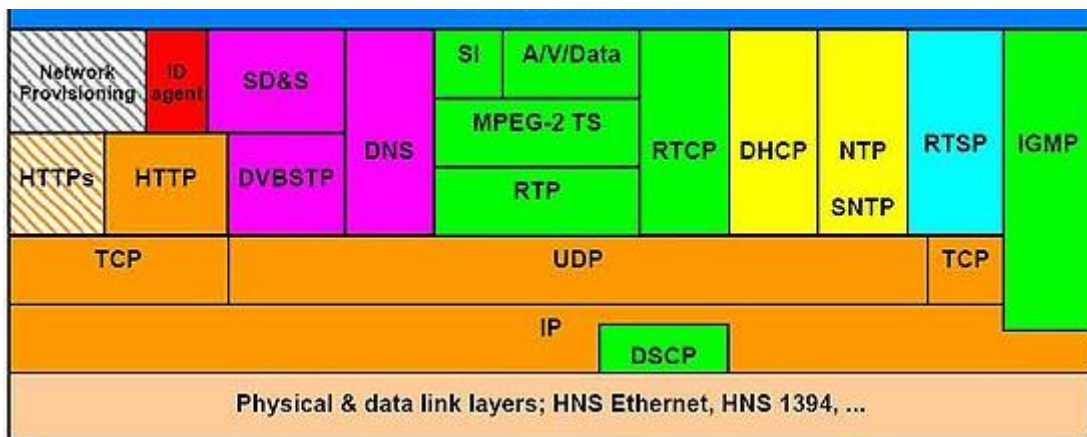 Network
Provisioning
ID
agent
SD&S
DNS
SI
A/V/Data
MPEG-2 TS
RTP
RTCP
DHCP
NTP
SNTP
RTSP
IGMP
HTTPs
HTTP
DVBSTP
TCP
UDP
TCP
IP
DSCP
Physical & data link layers; HNS Ethernet, HNS 1394, ...